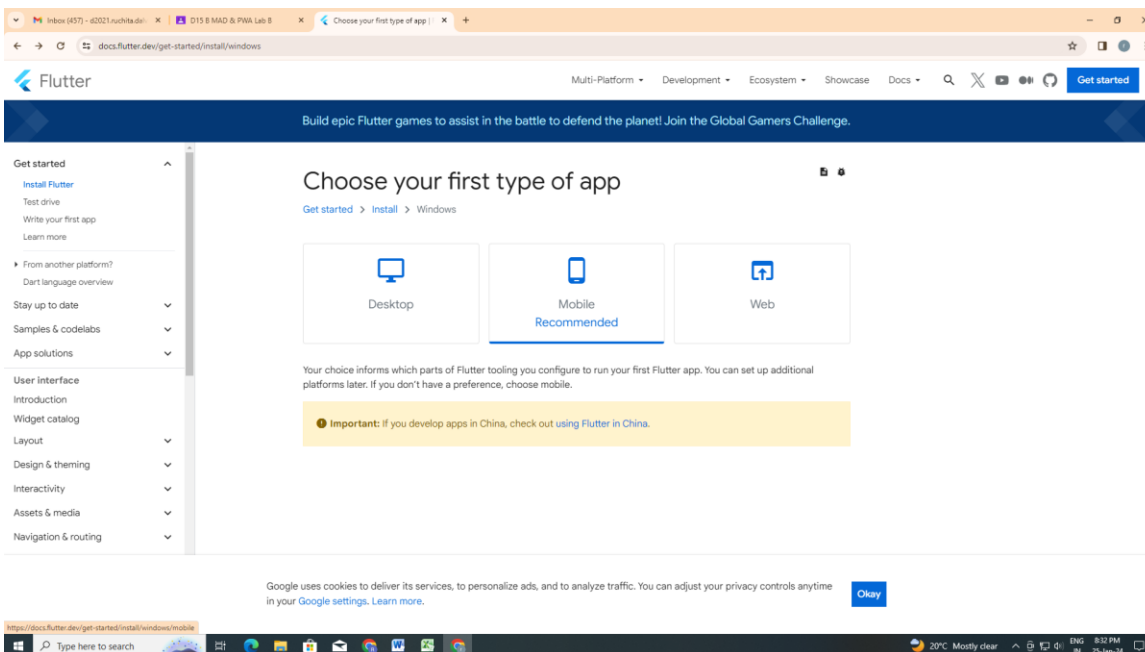 Inbox (457) - d2021.ruchita.dal
D15 B MAD & PWA Lab B
Choose your first type of app |
docs.flutter.dev/get-started/install/windows
Flutter
Multi-Platform
Development
Ecosystem
Showcase
Docs
Get started
Build epic Flutter games to assist in the battle to defend the planet! Join the Global Gamers Challenge.
Get started
Install Flutter
Test drive
Write your first app
Learn more
From another platform?
Dart language overview
Stay up to date
Samples & codelabs
App solutions
User interface
Introduction
Widget catalog
Layout
Design & theming
Interactivity
Assets & media
Navigation & routing
Choose your first type of app
Get started > Install > Windows
Desktop
Mobile
Recommended
Web
Your choice informs which parts of Flutter tooling you configure to run your first Flutter app. You can set up additional
platforms later. If you don't have a preference, choose mobile.
Important: If you develop apps in China, check out using Flutter in China.
Google uses cookies to deliver its services, to personalize ads, and to analyze traffic. You can adjust your privacy controls anytime
in your Google settings. Learn more.
Okay
https://docs.flutter.dev/get-started/install/windows/mobile
Type here to search
20°C Mostly clear
ENG
IN
8:32 PM
25-Jan-24